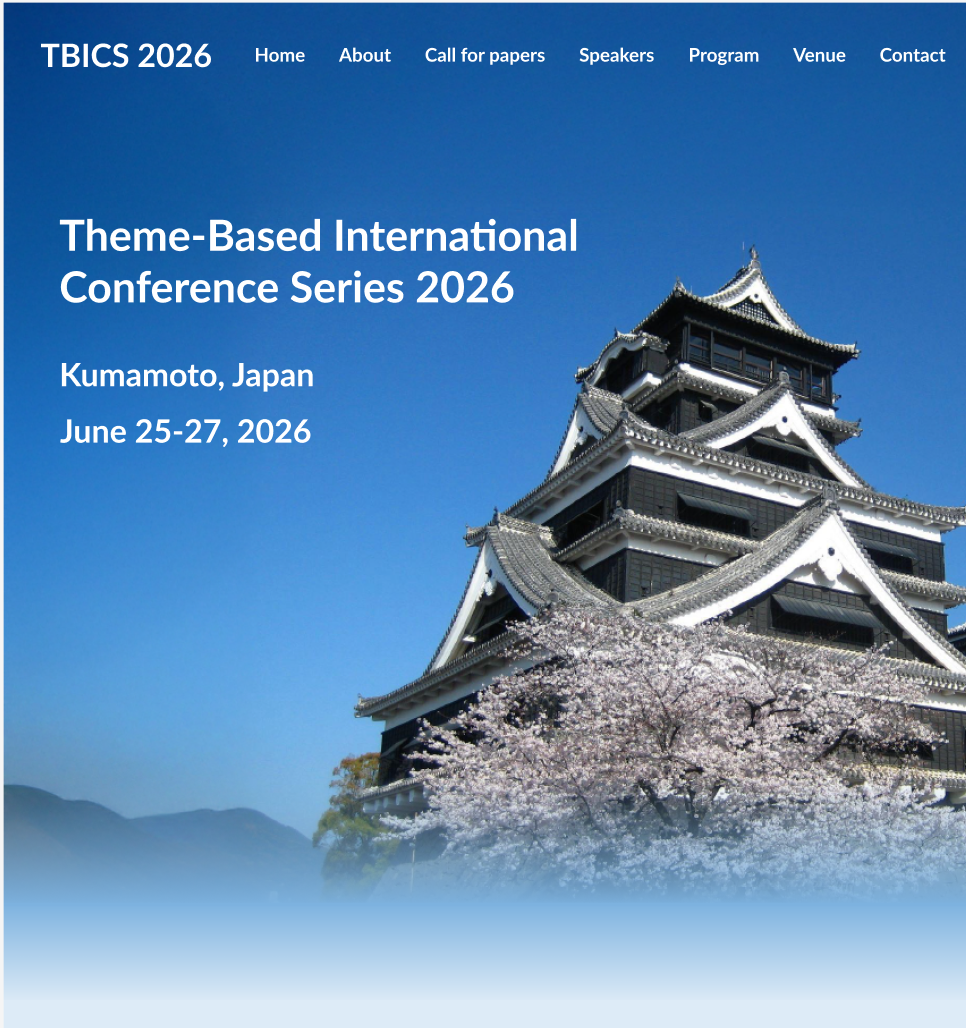 TBICS 2026
Home About Call for papers Speakers Program Venue Contact
Theme-Based International
Conference Series 2026
Kumamoto, Japan
June 25-27, 2026